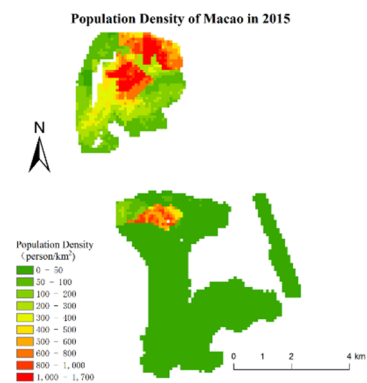 Population Density of Macao in 2015
N
Population Density
(person/km²)
0 - 50
50 - 100
100 - 200
200 - 300
300 - 400
400 - 500
500 - 600
600 - 800
800 - 1,000
1,000 - 1,700
0 1 2 4 km